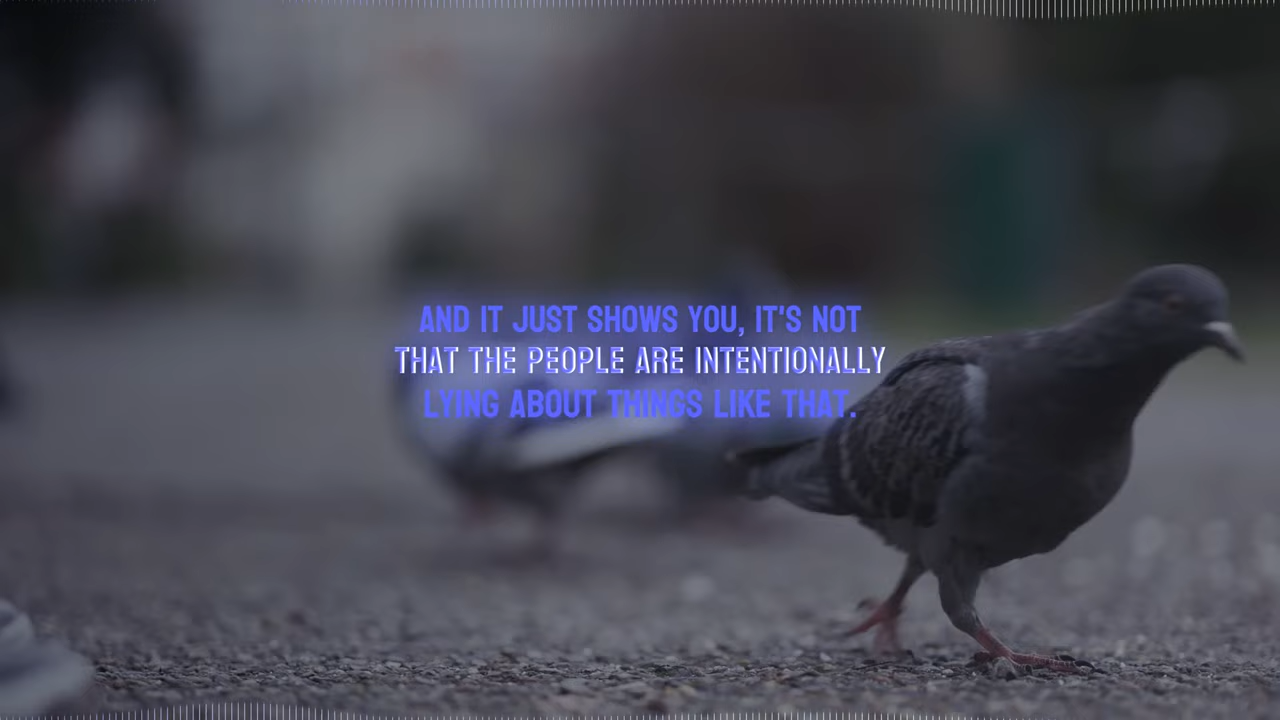 AND IT JUST SHOWS YOU, IT'S NOT
THAT THE PEOPLE ARE INTENTIONALLY
LYING ABOUT THINGS LIKE THAT.